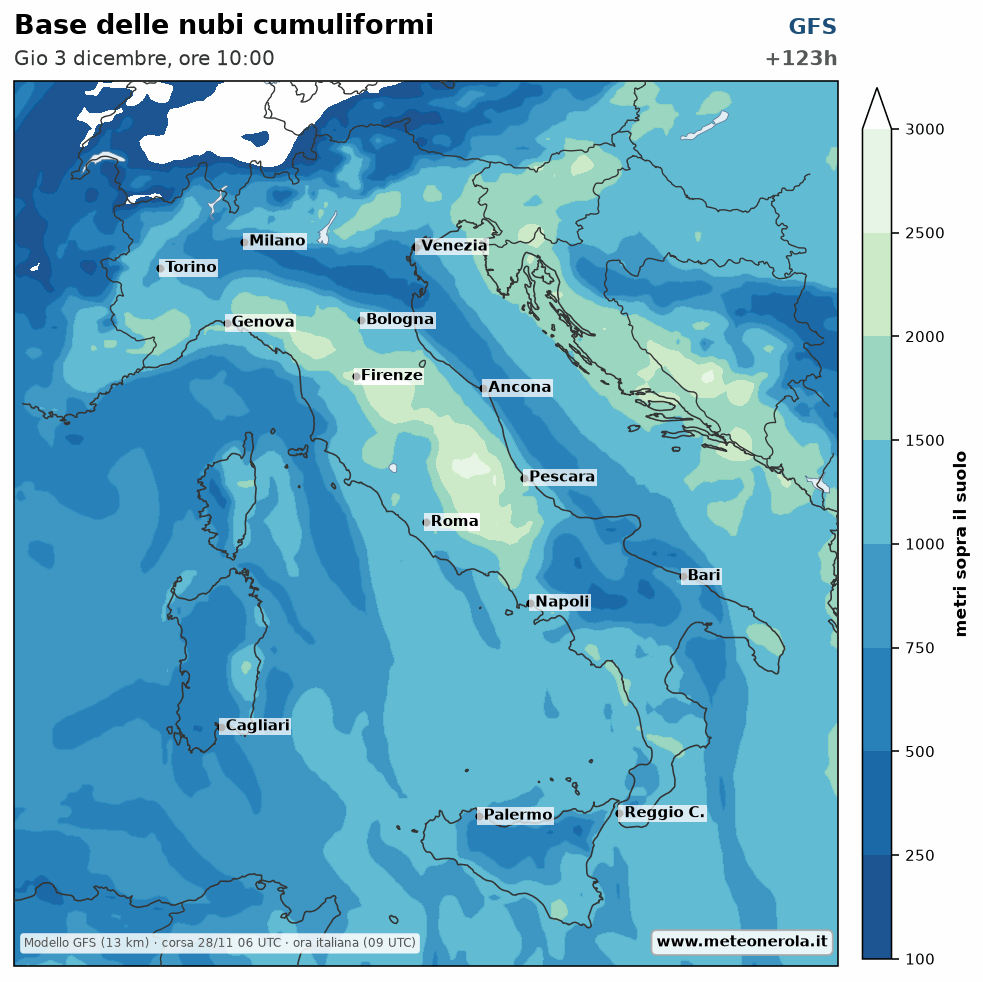 Base delle nubi cumuliformi
GFS
Gio 3 dicembre, ore 10:00
+123h
3000
2500
2000
1500
1000
750
500
250
100
metri sopra il suolo
Milano
Venezia
Torino
Genova
Bologna
Firenze
Ancona
Pescara
Roma
Bari
Napoli
Cagliari
Palermo
Reggio C.
Modello GFS (13 km) · corsa 28/11 06 UTC · ora italiana (09 UTC)
www.meteonerola.it